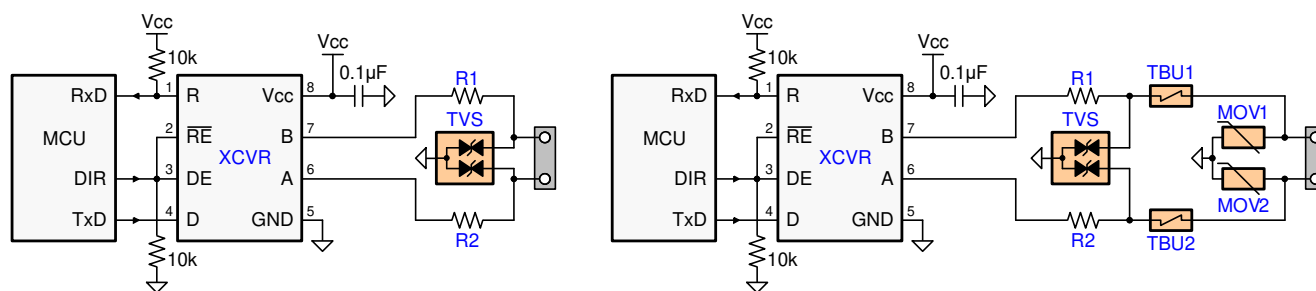 Vcc
10k
Vcc
0.1µF
R1
RxD
1
R
Vcc
8
TVS
MCU
2
RE
B
7
XCVR
DIR
3
DE
A
6
TxD
4
D
GND
5
R2
10k
Vcc
10k
Vcc
0.1µF
R1
TBU1
RxD
1
R
Vcc
8
TVS
MOV1
MCU
2
RE
B
7
XCVR
DIR
3
DE
A
6
TxD
4
D
GND
5
R2
TBU2
MOV2
10k